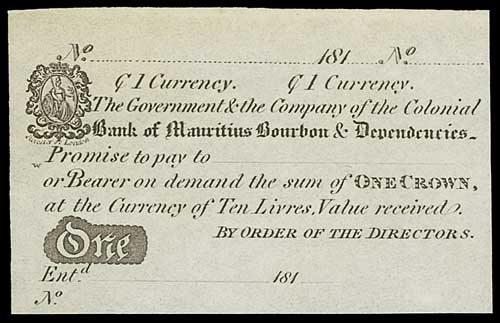 No. 181 No.
₵ 1 Currency. ₵ 1 Currency.
The Government & the Company of the Colonial
Bank of Mauritius Bourbon & Dependencies_
Promise to pay to
or Bearer on demand the sum of ONE CROWN,
at the Currency of Ten Livres, Value received.
BY ORDER OF THE DIRECTORS.
One
Ent.d 181
No.